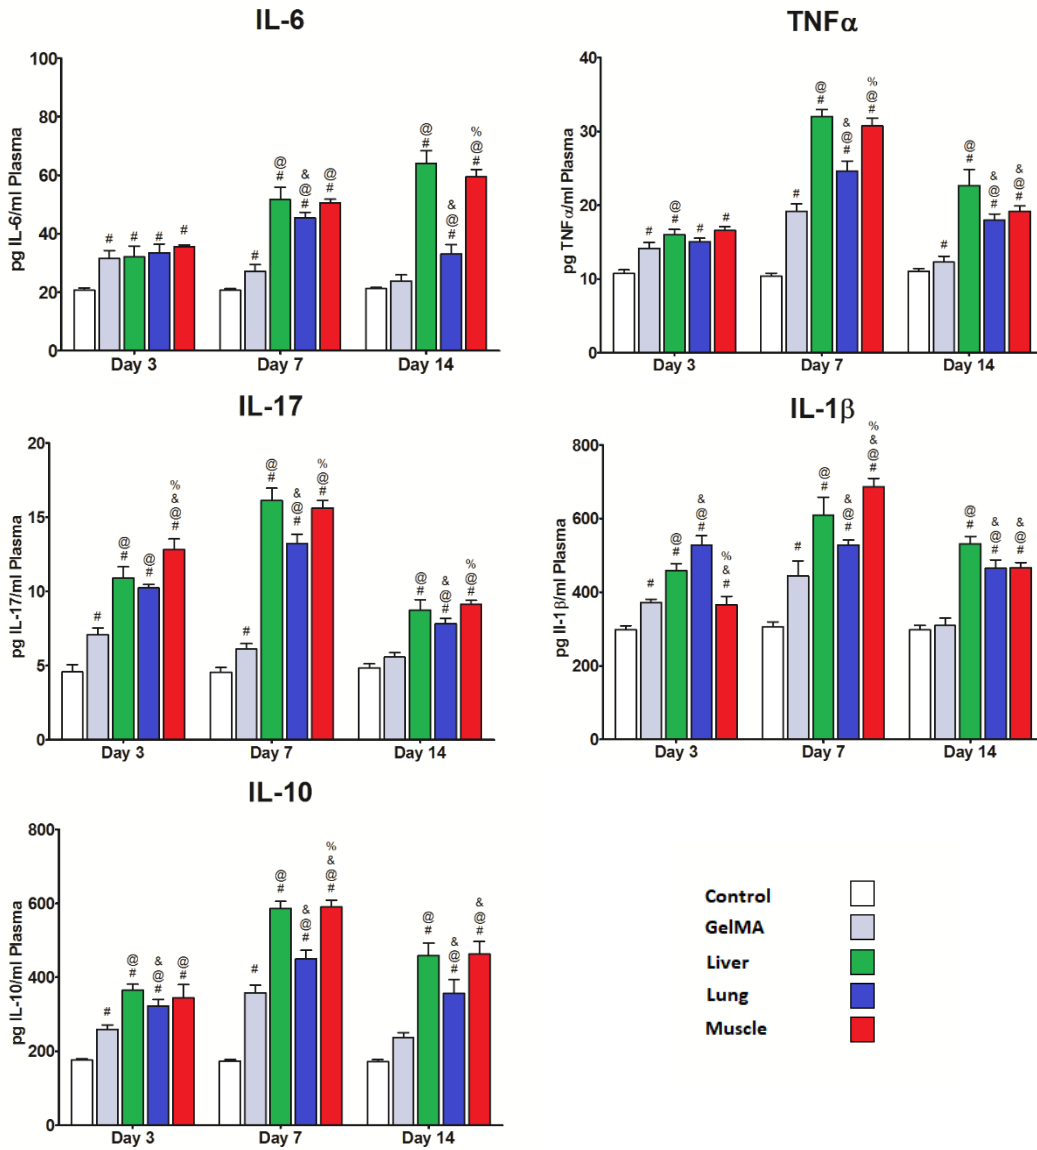 IL-6
pg IL-6/ml Plasma
100
80
60
40
20
0
# # # # #
# @ # & @ # @ #
@ # & @ # % @ #
Day 3 Day 7 Day 14
TNFα
pg TNFα/ml Plasma
40
30
20
10
0
# @ # # #
# @ # & @ # % @ #
# @ # & @ # & @ #
Day 3 Day 7 Day 14
IL-17
pg IL-17/ml Plasma
20
15
10
5
0
# @ # @ # % & @ #
# @ # & @ # % @ #
@ # & @ # % @ #
Day 3 Day 7 Day 14
IL-1β
pg Il-1β/ml Plasma
800
600
400
200
0
# @ # & @ # % & #
# @ # & @ # % & @ #
@ # & @ # & @ #
Day 3 Day 7 Day 14
IL-10
pg IL-10/ml Plasma
800
600
400
200
0
# @ # & @ # @ #
# @ # & @ # % & @ #
@ # & @ # & @ #
Day 3 Day 7 Day 14
Control
GelMA
Liver
Lung
Muscle